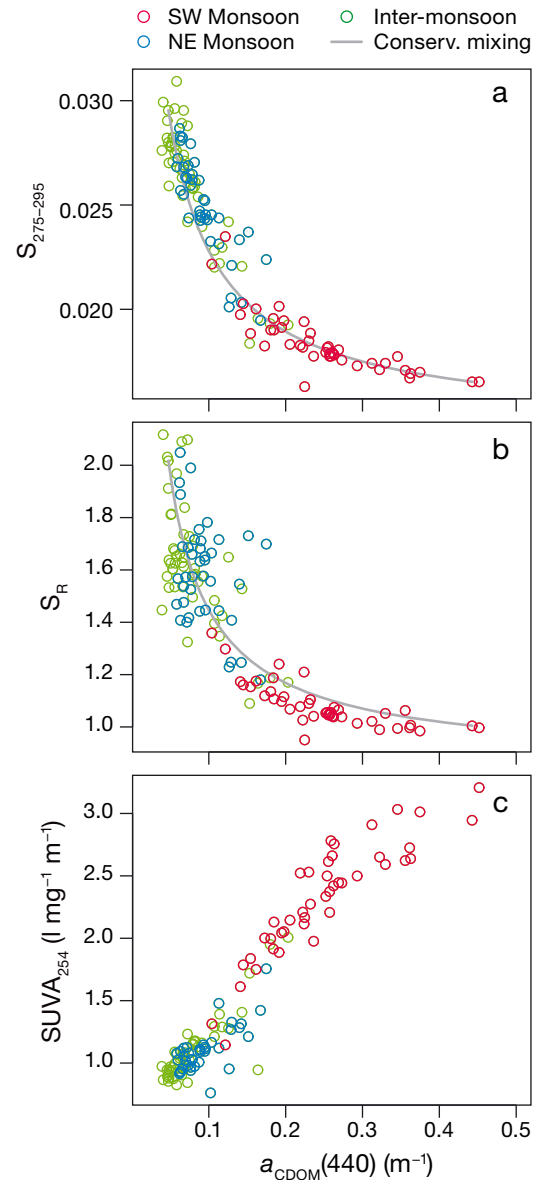 SW Monsoon Inter-monsoon
NE Monsoon Conserv. mixing
a
0.030
0.025
0.020
S275–295
b
2.0
1.8
1.6
1.4
1.2
1.0
SR
c
3.0
2.5
2.0
1.5
1.0
SUVA254 (l mg–1 m–1)
0.1 0.2 0.3 0.4 0.5
aCDOM(440) (m–1)